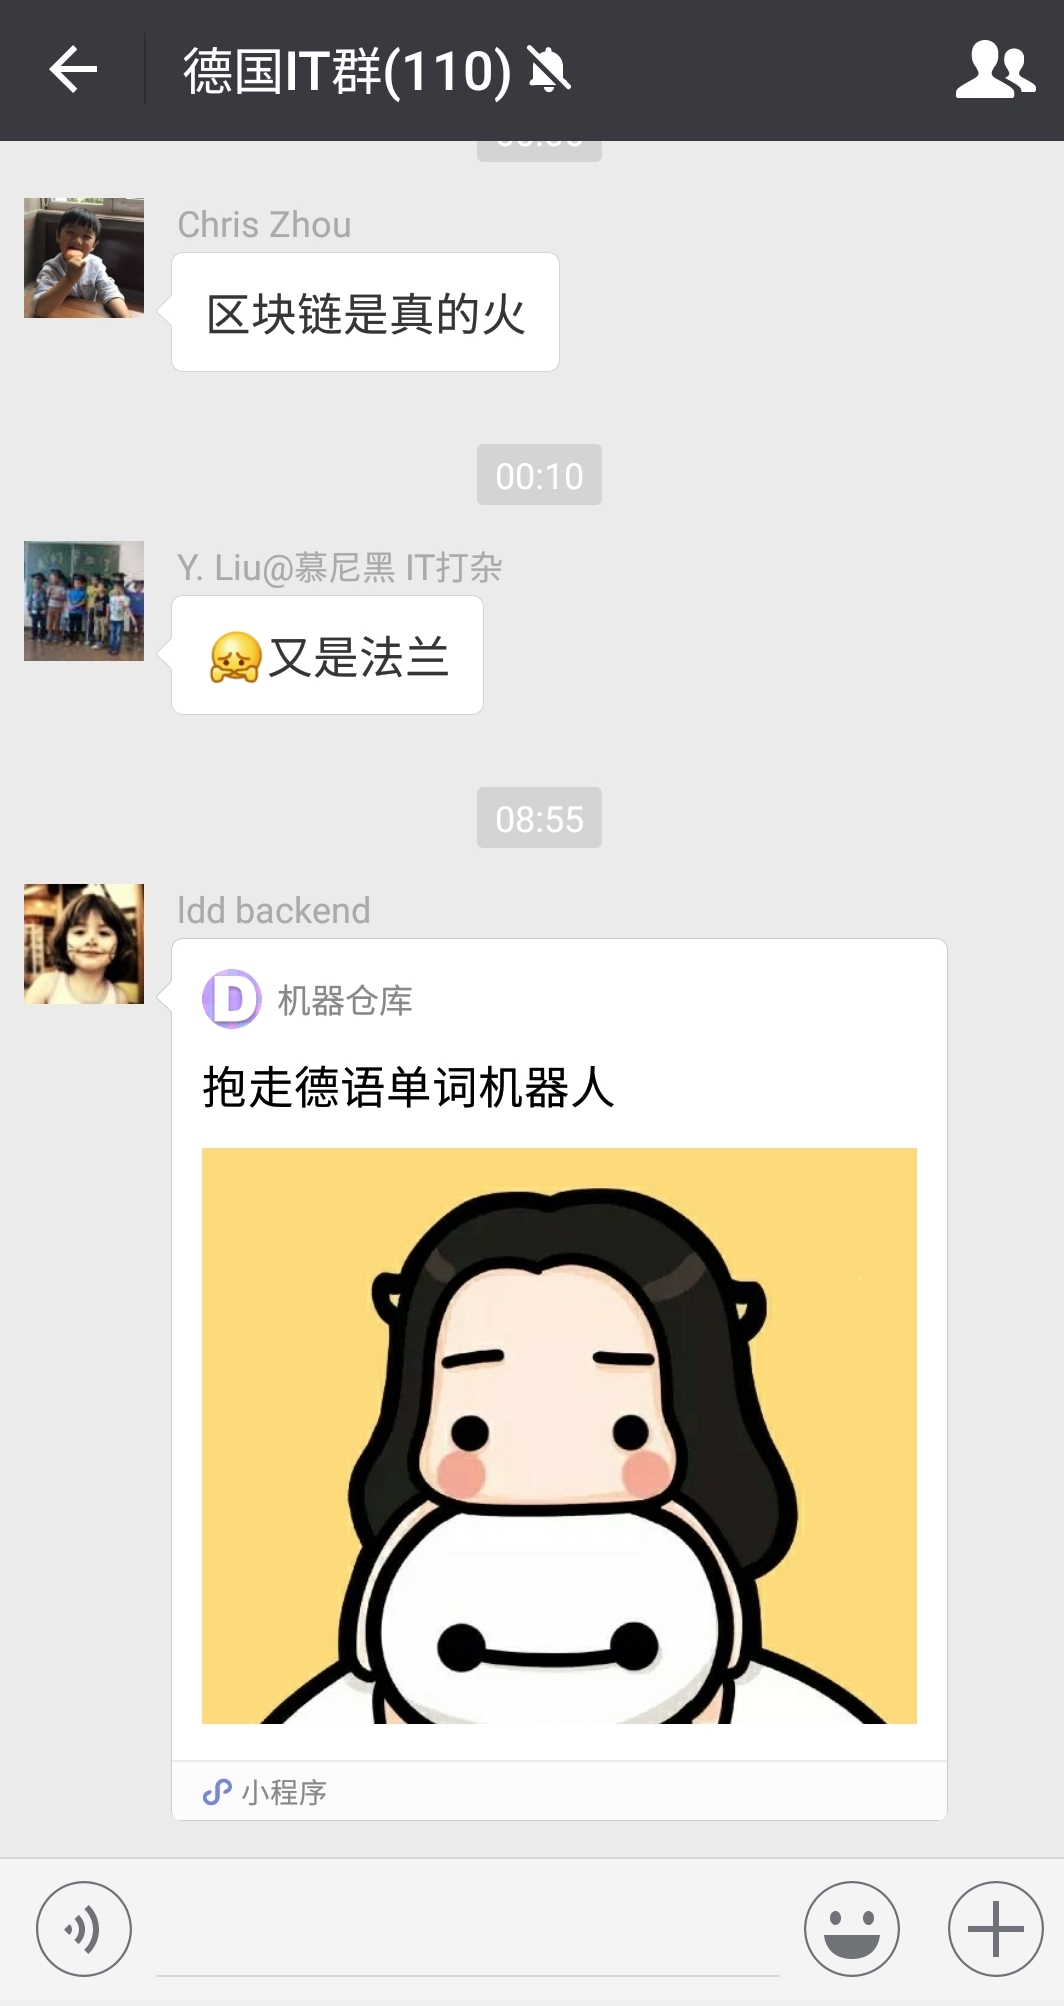 德国IT群(110)
Chris Zhou
区块链是真的火
00:10
Y. Liu@慕尼黑 IT打杂
又是法兰
08:55
ldd backend
D 机器仓库
抱走德语单词机器人
小程序